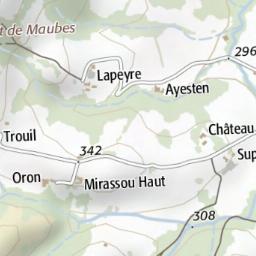 t de Maubes
296
Lapeyre
Ayesten
Trouil
342
Château
Sup
Oron
Mirassou Haut
308